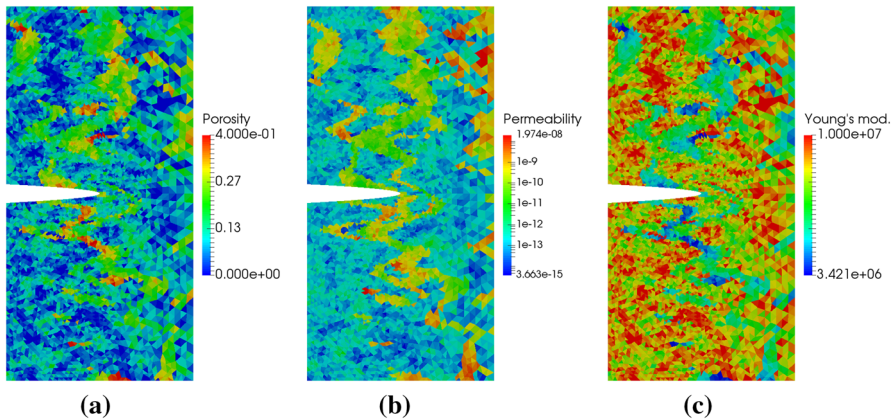 Porosity
4.000e-01
0.27
0.13
0.000e+00
Permeability
1.974e-08
1e-9
1e-10
1e-11
1e-12
1e-13
3.663e-15
Young's mod.
1.000e+07
3.421e+06
(a)
(b)
(c)